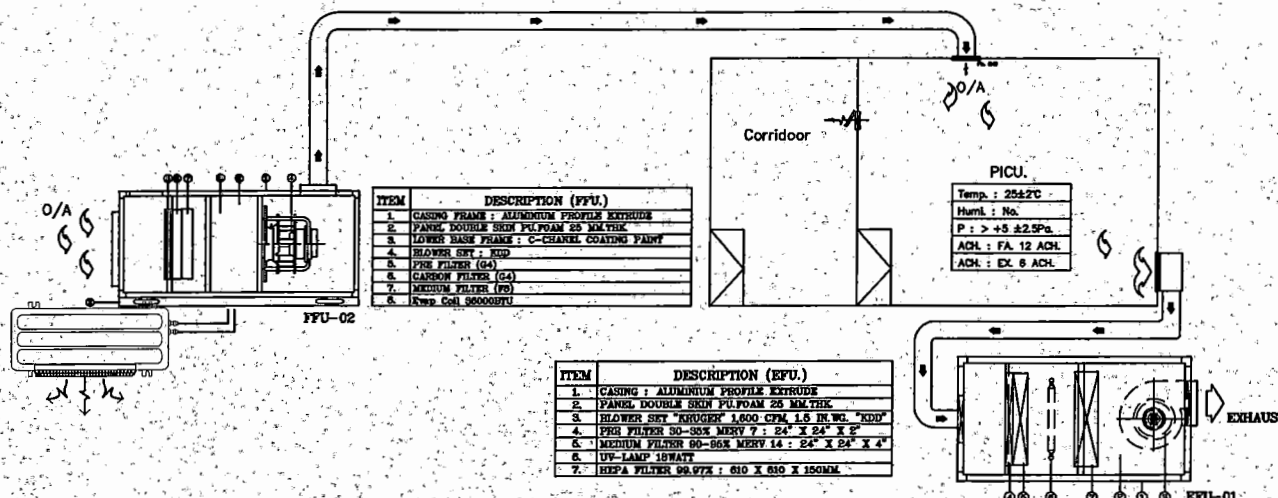 O/A
Corridoor
O/A
PICU.
Temp. : 25±2°C
Humi. : No.
P : > +5 ±2.5Pa.
ACH. : FA. 12 ACH.
ACH. : EX. 6 ACH.
FFU-02
ITEM DESCRIPTION (FFU.)
1. CASING FRAME : ALUMINIUM PROFILE EXTRUDE
2. PANEL DOUBLE SKIN PU.FOAM 25 MM.THK.
3. LOWER BASE FRAME : C-CHANEL COATING PAINT
4. BLOWER SET : KDD
5. PRE FILTER (G4)
6. CARBON FILTER (G4)
7. MEDIUM FILTER (F8)
8. Evap Coil 36000BTU
ITEM DESCRIPTION (EFU.)
1. CASING : ALUMINIUM PROFILE EXTRUDE
2. PANEL DOUBLE SKIN PU.FOAM 25 MM.THK.
3. BLOWER SET "KRUGER" 1,600 CFM, 1.5 IN.WG. "KDD"
4. PRE FILTER 30-35% MERV 7 : 24" X 24" X 2"
5. MEDIUM FILTER 90-95% MERV 14 : 24" X 24" X 4"
6. UV-LAMP 18WATT
7. HEPA FILTER 99.97% : 610 X 610 X 150MM.
EXHAUS